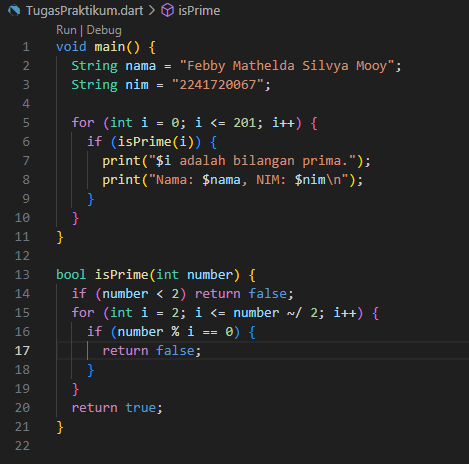 TugasPraktikum.dart > isPrime
Run | Debug
1 void main() {
2   String nama = "Febby Mathelda Silvya Mooy";
3   String nim = "2241720067";
4
5   for (int i = 0; i <= 201; i++) {
6     if (isPrime(i)) {
7       print("$i adalah bilangan prima.");
8       print("Nama: $nama, NIM: $nim\n");
9     }
10   }
11 }
12
13 bool isPrime(int number) {
14   if (number < 2) return false;
15   for (int i = 2; i <= number ~/ 2; i++) {
16     if (number % i == 0) {
17       return false;
18     }
19   }
20   return true;
21 }
22